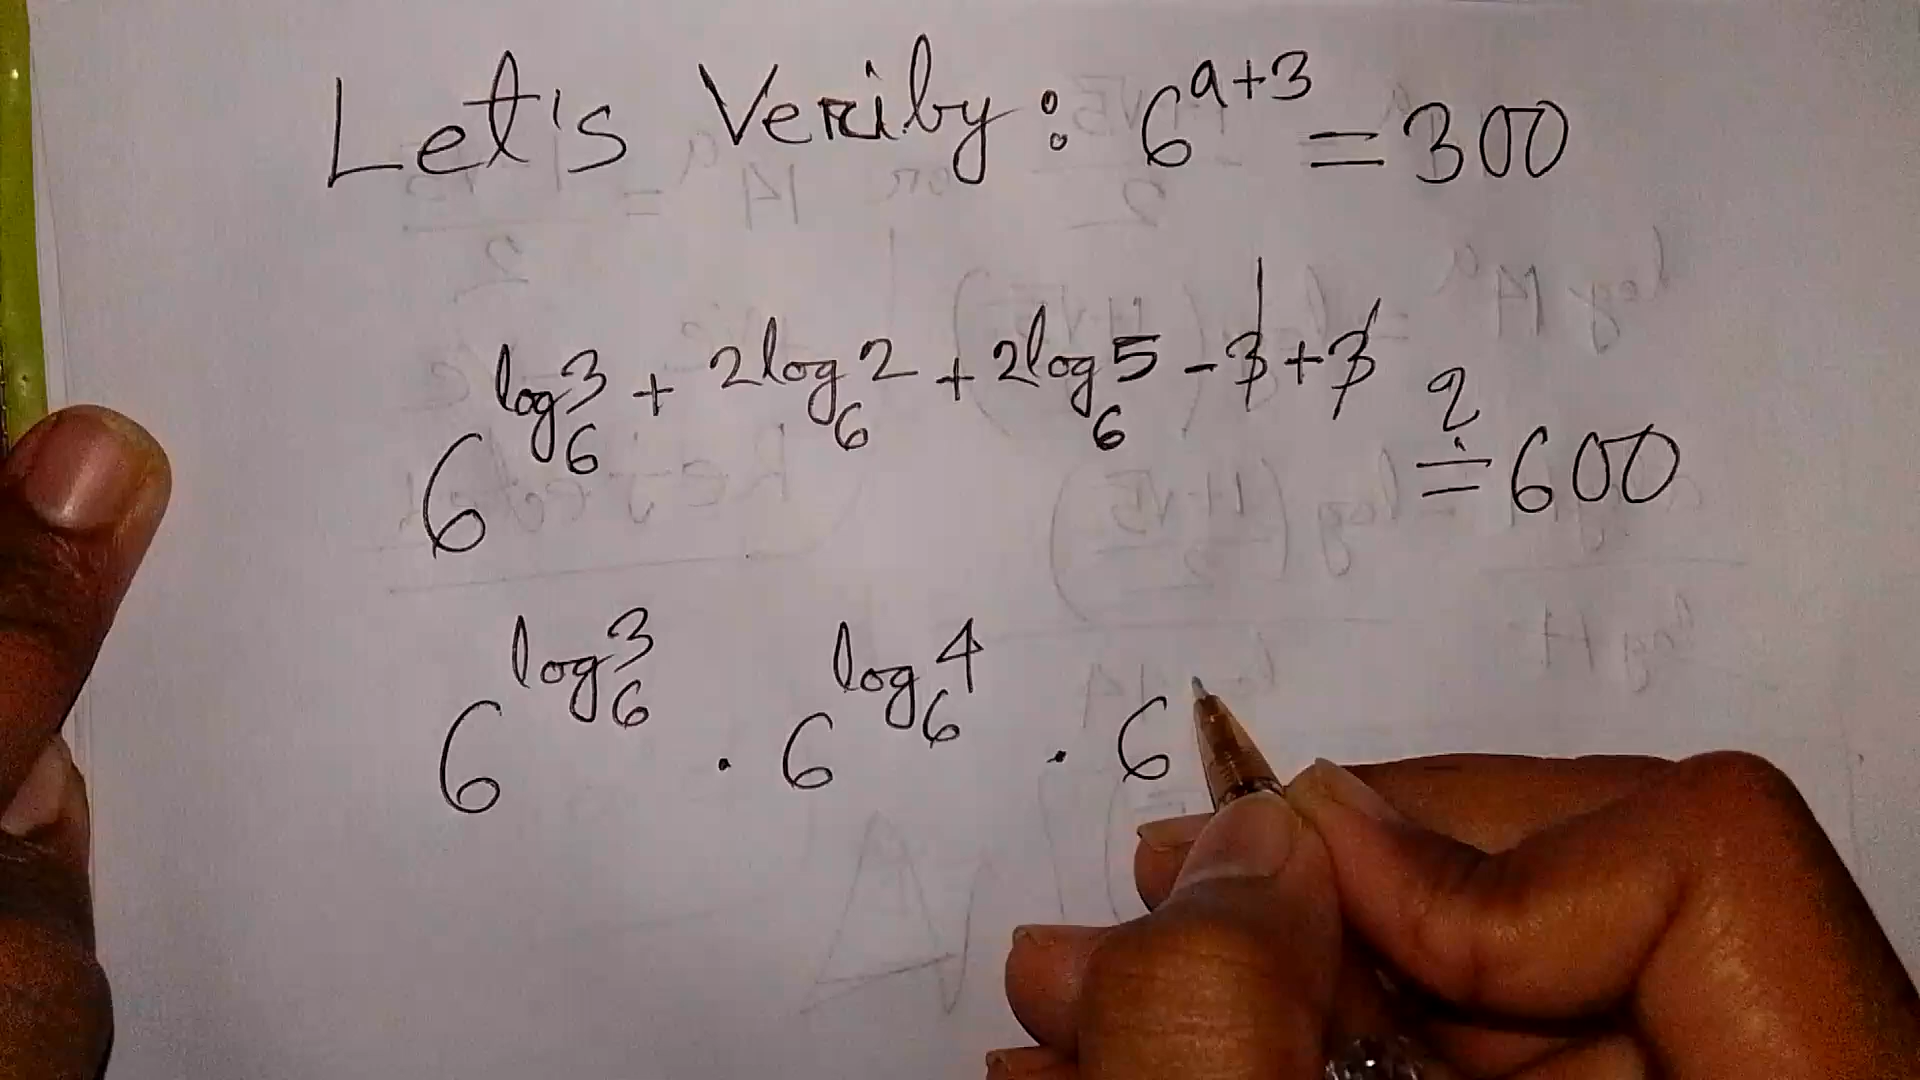 Let's Veriby: 6^{a+3} = 300
6^{log_6 3 + 2log_6 2 + 2log_6 5 - 3 + 3} ≟ 600
6^{log_6 3} . 6^{log_6 4} . 6